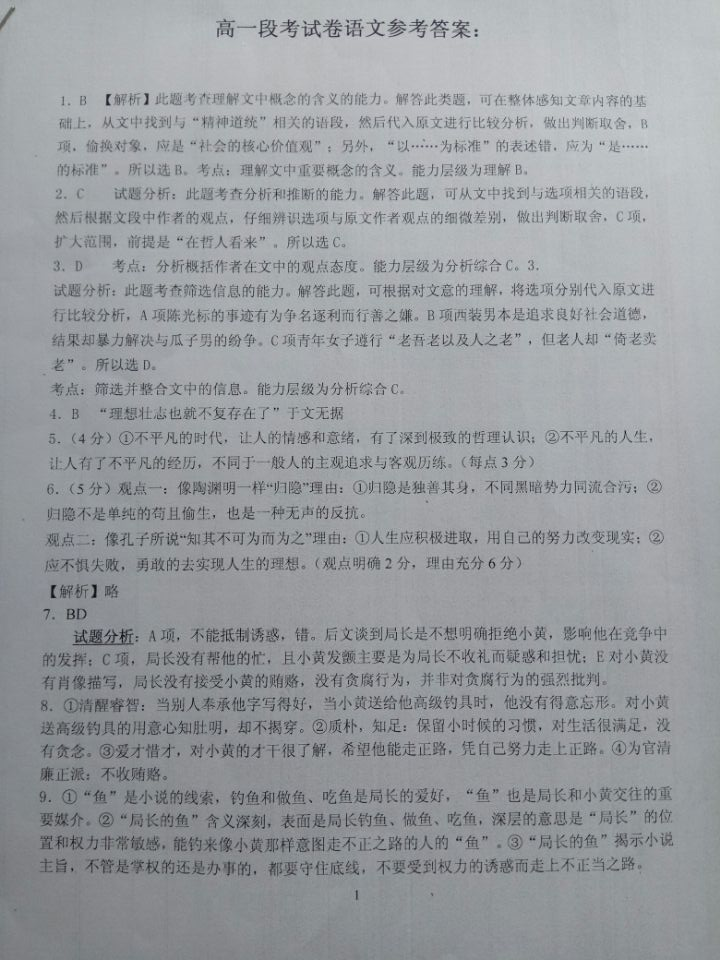 高一段考试卷语文参考答案：
1．B 【解析】此题考查理解文中概念的含义的能力。解答此类题，可在整体感知文章内容的基
础上，从文中找到与“精神道统”相关的语段，然后代入原文进行比较分析，做出判断取舍，B
项，偷换对象，应是“社会的核心价值观”；另外，“以……为标准”的表述错，应为“是……
的标准”。所以选 B。考点：理解文中重要概念的含义。能力层级为理解 B。
2．C 试题分析：此题考查分析和推断的能力。解答此题，可从文中找到与选项相关的语段，
然后根据文段中作者的观点，仔细辨识选项与原文作者观点的细微差别，做出判断取舍，C 项，
扩大范围，前提是“在哲人看来”。所以选 C。
3．D 考点：分析概括作者在文中的观点态度。能力层级为分析综合 C。3.
试题分析：此题考查筛选信息的能力。解答此题，可根据对文意的理解，将选项分别代入原文进
行比较分析，A 项陈光标的事迹有为争名逐利而行善之嫌。B 项西装男本是追求良好社会道德，
结果却暴力解决与瓜子男的纷争。C 项青年女子遵行“老吾老以及人之老”，但老人却“倚老卖
老”。所以选 D。
考点：筛选并整合文中的信息。能力层级为分析综合 C。
4．B “理想壮志也就不复存在了”于文无据
5．（4 分）①不平凡的时代，让人的情感和意绪，有了深到极致的哲理认识；②不平凡的人生，
让人有了不平凡的经历，不同于一般人的主观追求与客观历练。（每点 3 分）
6．（5 分）观点一：像陶渊明一样“归隐”理由：①归隐是独善其身，不同黑暗势力同流合污；②
归隐不是单纯的苟且偷生，也是一种无声的反抗。
观点二：像孔子所说“知其不可为而为之”理由：①人生应积极进取，用自己的努力改变现实；②
应不惧失败，勇敢的去实现人生的理想。（观点明确 2 分，理由充分 6 分）
【解析】略
7．BD
试题分析：A 项，不能抵制诱惑，错。后文谈到局长是不想明确拒绝小黄，影响他在竞争中
的发挥；C 项，局长没有帮他的忙，且小黄发颤主要是为局长不收礼而疑惑和担忧；E 对小黄没
有肖像描写，局长没有接受小黄的贿赂，没有贪腐行为，并非对贪腐行为的强烈批判。
8．①清醒睿智：当别人奉承他字写得好，当小黄送给他高级钓具时，他没有得意忘形。对小黄
送高级钓具的用意心知肚明，却不揭穿。②质朴，知足：保留小时候的习惯，对生活很满足，没
有贪念。③爱才惜才，对小黄的才干很了解，希望他能走正路，凭自己努力走上正路。④为官清
廉正派：不收贿赂。
9．①“鱼”是小说的线索，钓鱼和做鱼、吃鱼是局长的爱好，“鱼”也是局长和小黄交往的重
要媒介。②“局长的鱼”含义深刻，表面是局长钓鱼、做鱼、吃鱼，深层的意思是“局长”的位
置和权力非常敏感，能钓来像小黄那样意图走不正之路的人的“鱼”。③“局长的鱼”揭示小说
主旨，不管是掌权的还是办事的，都要守住底线，不要受到权力的诱惑而走上不正当之路。
1